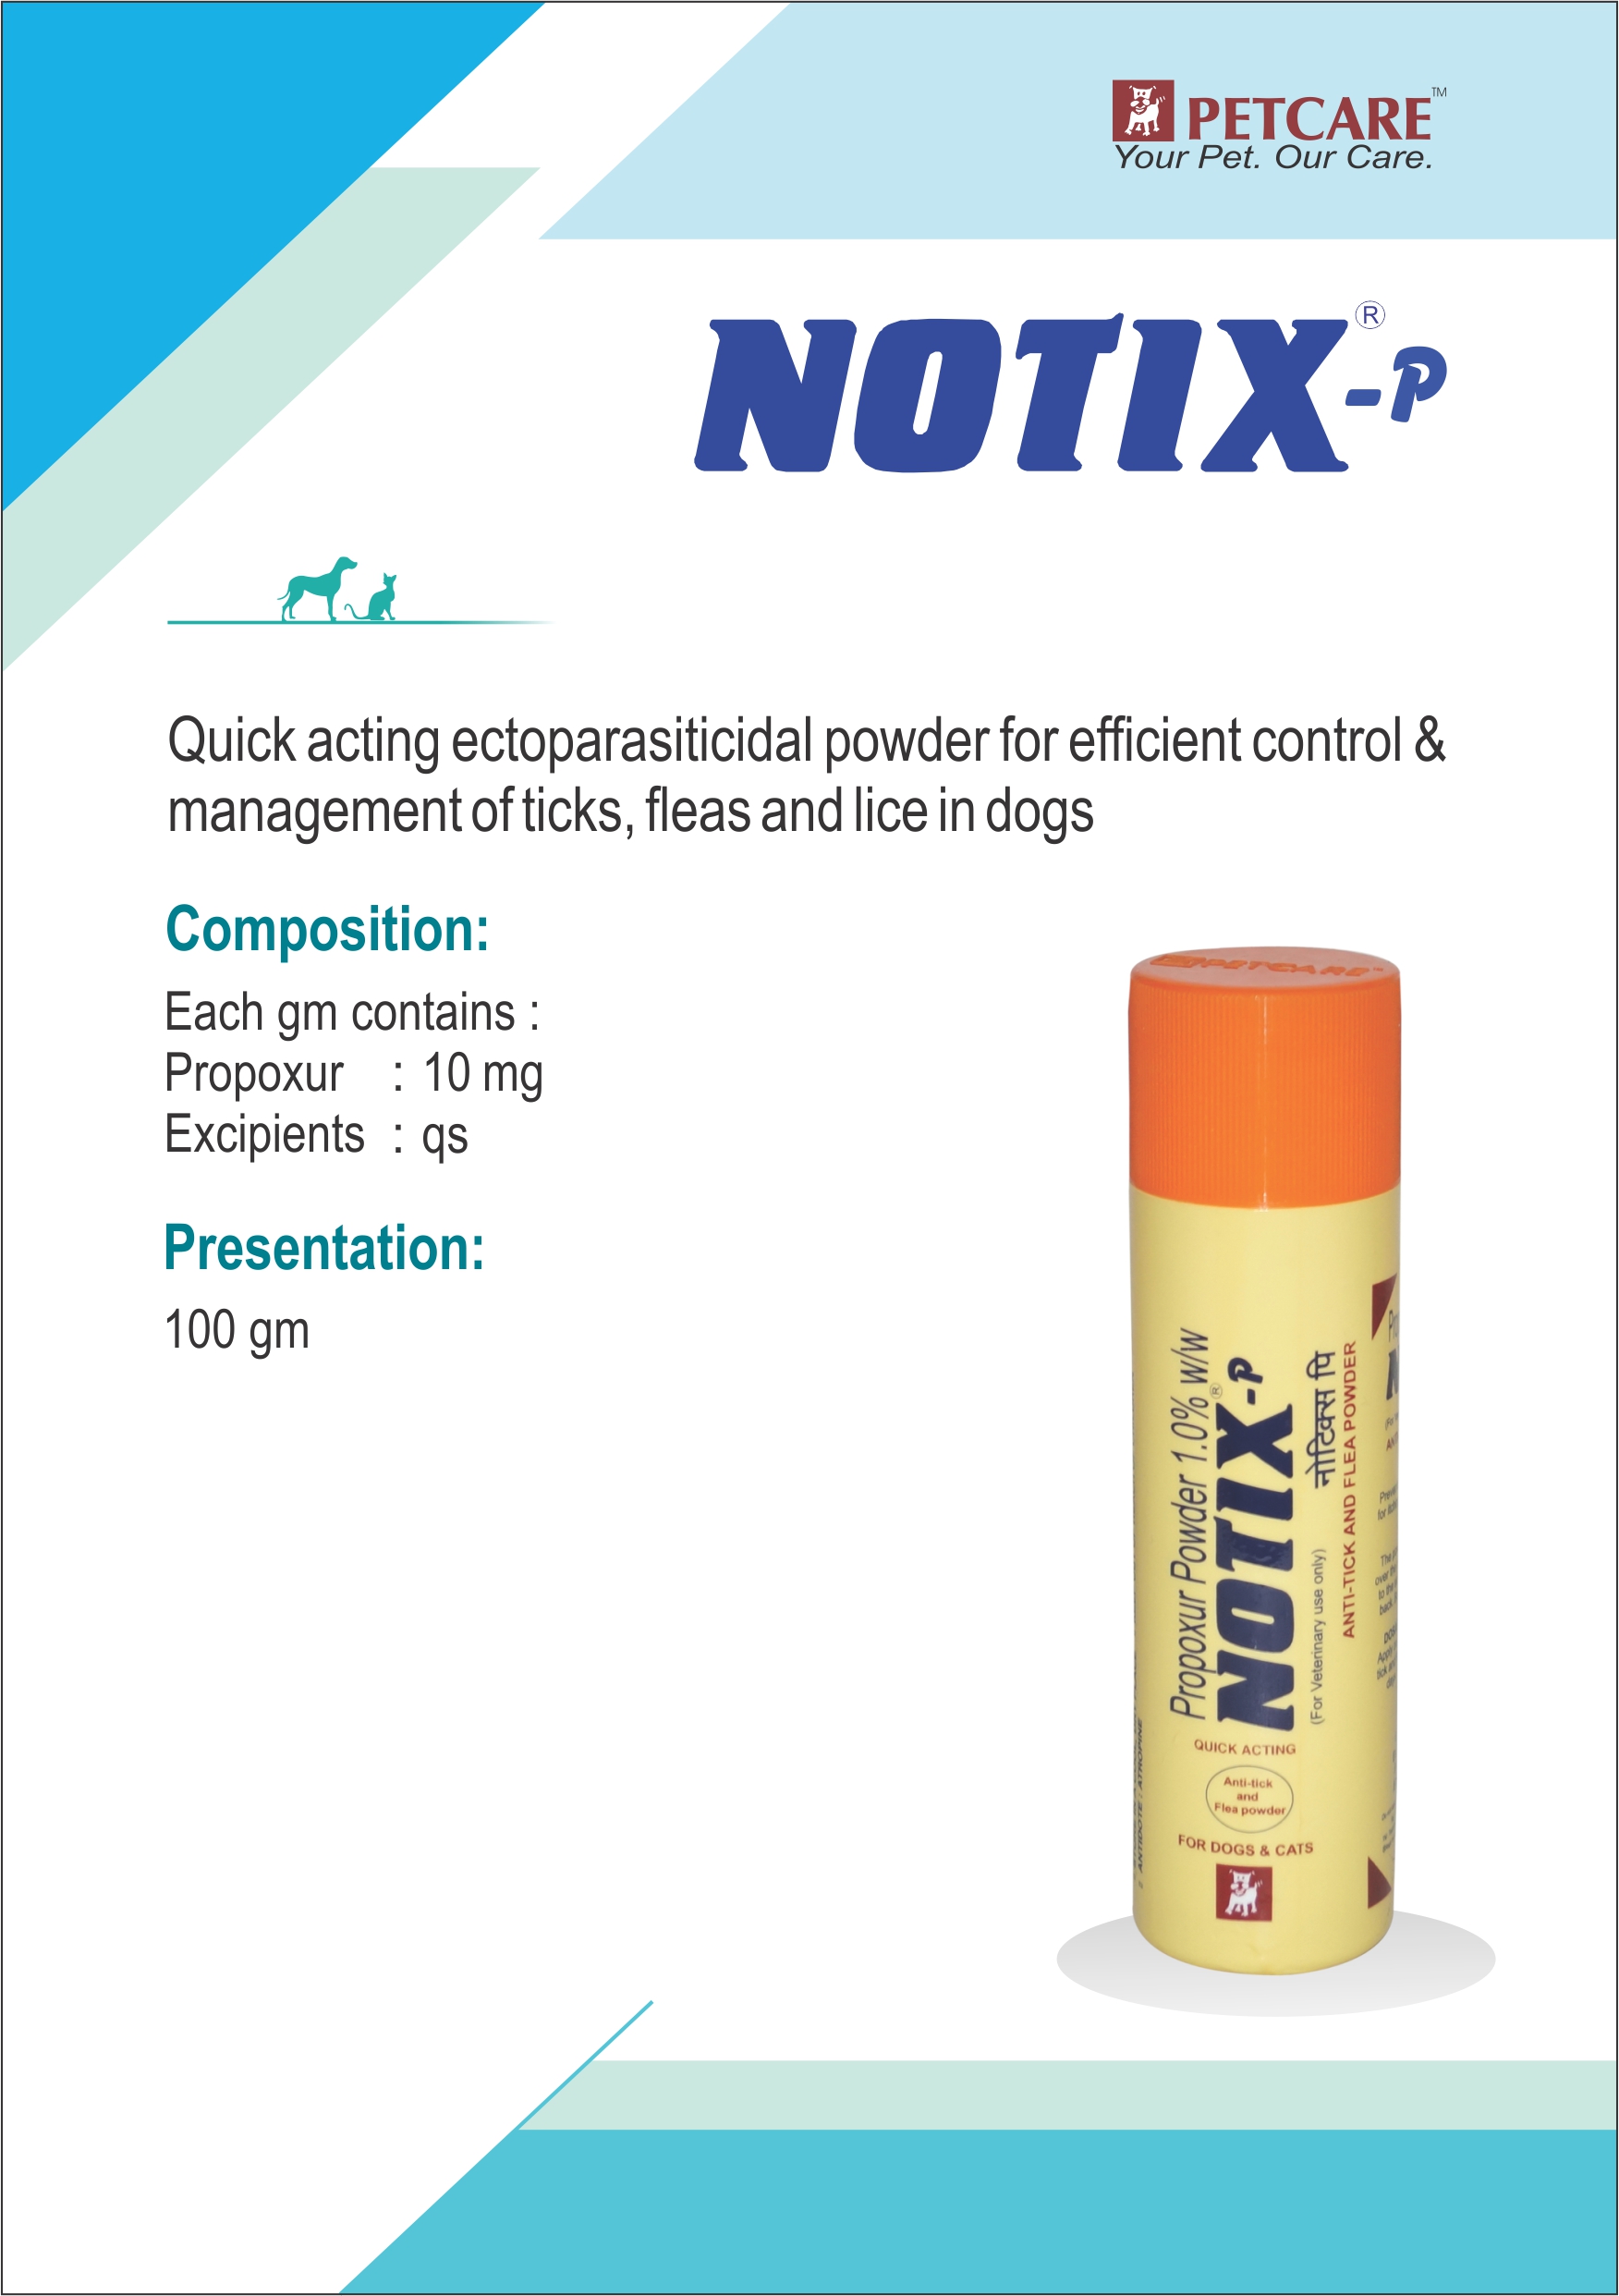 PETCARE™
Your Pet. Our Care.
NOTIX®-P
Quick acting ectoparasiticidal powder for efficient control &
management of ticks, fleas and lice in dogs
Composition:
Each gm contains :
Propoxur : 10 mg
Excipients : qs
Presentation:
100 gm
PETCARE
Propoxur Powder 1.0% w/w
NOTIX®-P
नोटिक्स पि
(For Veterinary use only)
ANTI-TICK AND FLEA POWDER
QUICK ACTING
Anti-tick
and
Flea powder
FOR DOGS & CATS
ANTIDOTE : ATROPINE